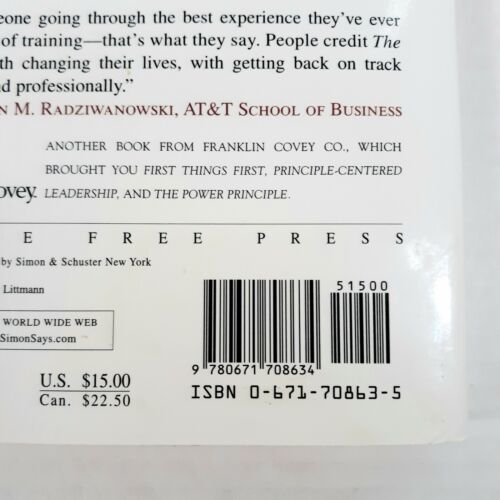 eone going through the best experience they've ever
of training—that's what they say. People credit The
th changing their lives, with getting back on track
d professionally."
n M. RADZIWANOWSKI, AT&T SCHOOL OF BUSINESS
ANOTHER BOOK FROM FRANKLIN COVEY CO., WHICH
BROUGHT YOU FIRST THINGS FIRST, PRINCIPLE-CENTERED
ovey. LEADERSHIP, AND THE POWER PRINCIPLE.
E FREE PRESS
by Simon & Schuster New York
Littmann
WORLD WIDE WEB
SimonSays.com
U.S. $15.00
Can. $22.50
51500
9 780671 708634
ISBN 0-671-70863-5